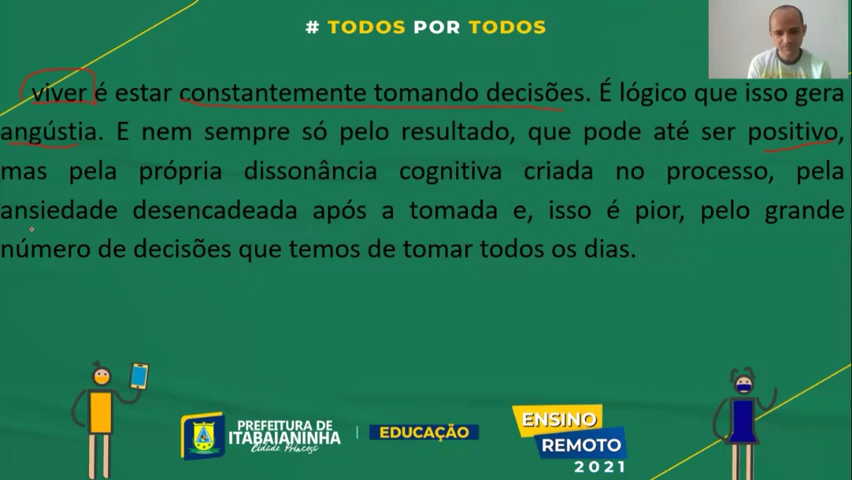 # TODOS POR TODOS
viver é estar constantemente tomando decisões. É lógico que isso gera
angústia. E nem sempre só pelo resultado, que pode até ser positivo,
mas pela própria dissonância cognitiva criada no processo, pela
ansiedade desencadeada após a tomada e, isso é pior, pelo grande
número de decisões que temos de tomar todos os dias.
PREFEITURA DE
ITABAIANINHA
Cidade Princesa
EDUCAÇÃO
ENSINO
REMOTO
2021